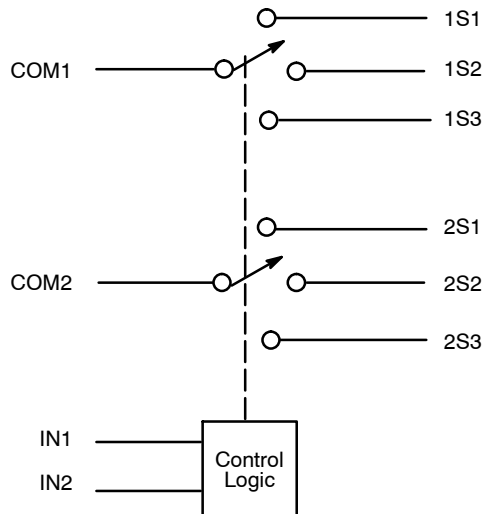 1S1
COM1
1S2
1S3
2S1
COM2
2S2
2S3
IN1
Control
Logic
IN2